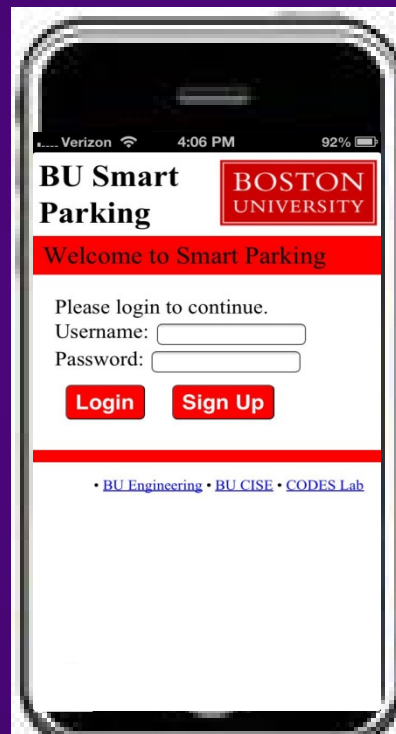 Verizon 4:06 PM 92%
BU Smart
Parking
BOSTON
UNIVERSITY
Welcome to Smart Parking
Please login to continue.
Username:
Password:
Login Sign Up
• BU Engineering • BU CISE • CODES Lab